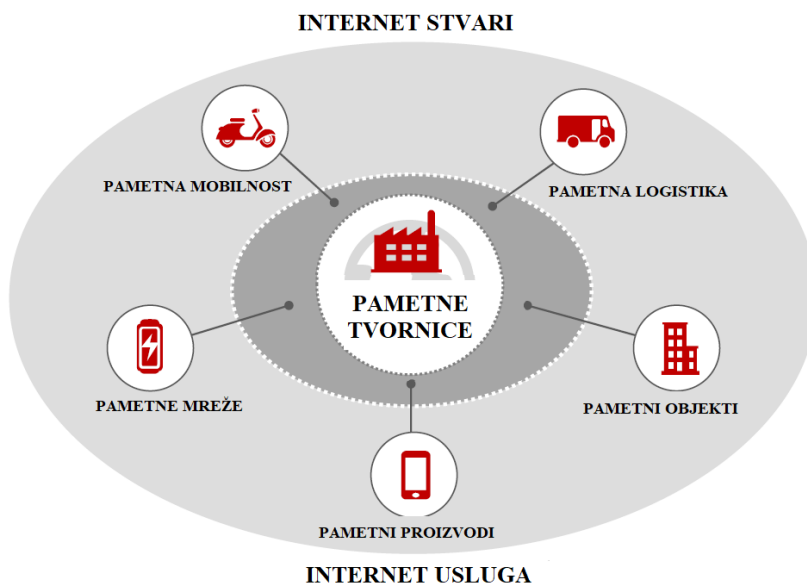 INTERNET STVARI
PAMETNA MOBILNOST
PAMETNA LOGISTIKA
PAMETNE
TVORNICE
PAMETNE MREŽE
PAMETNI OBJEKTI
PAMETNI PROIZVODI
INTERNET USLUGA